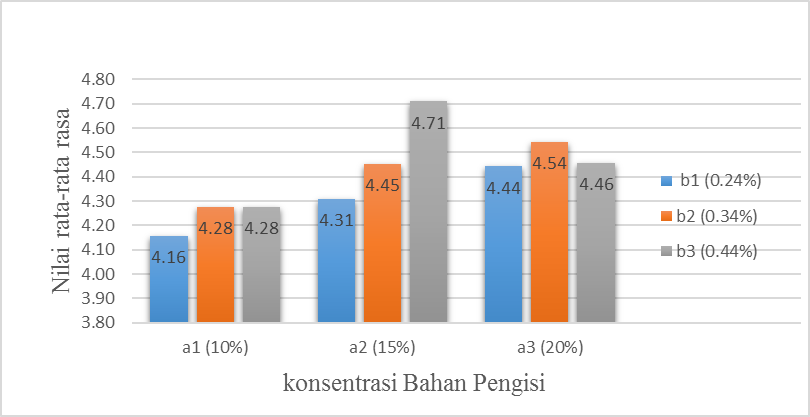 Nilai rata-rata rasa
4.80
4.70
4.60
4.50
4.40
4.30
4.20
4.10
4.00
3.90
3.80
4.16
4.28
4.28
4.31
4.45
4.71
4.44
4.54
4.46
a1 (10%)
a2 (15%)
a3 (20%)
konsentrasi Bahan Pengisi
b1 (0.24%)
b2 (0.34%)
b3 (0.44%)